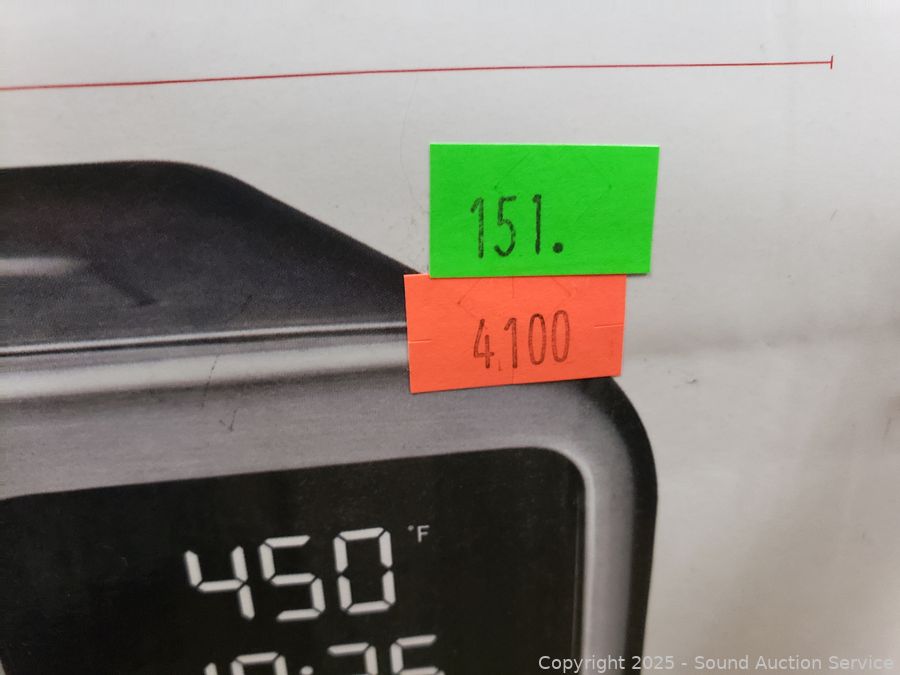 151.
4100
450 °F
Copyright 2025 - Sound Auction Service